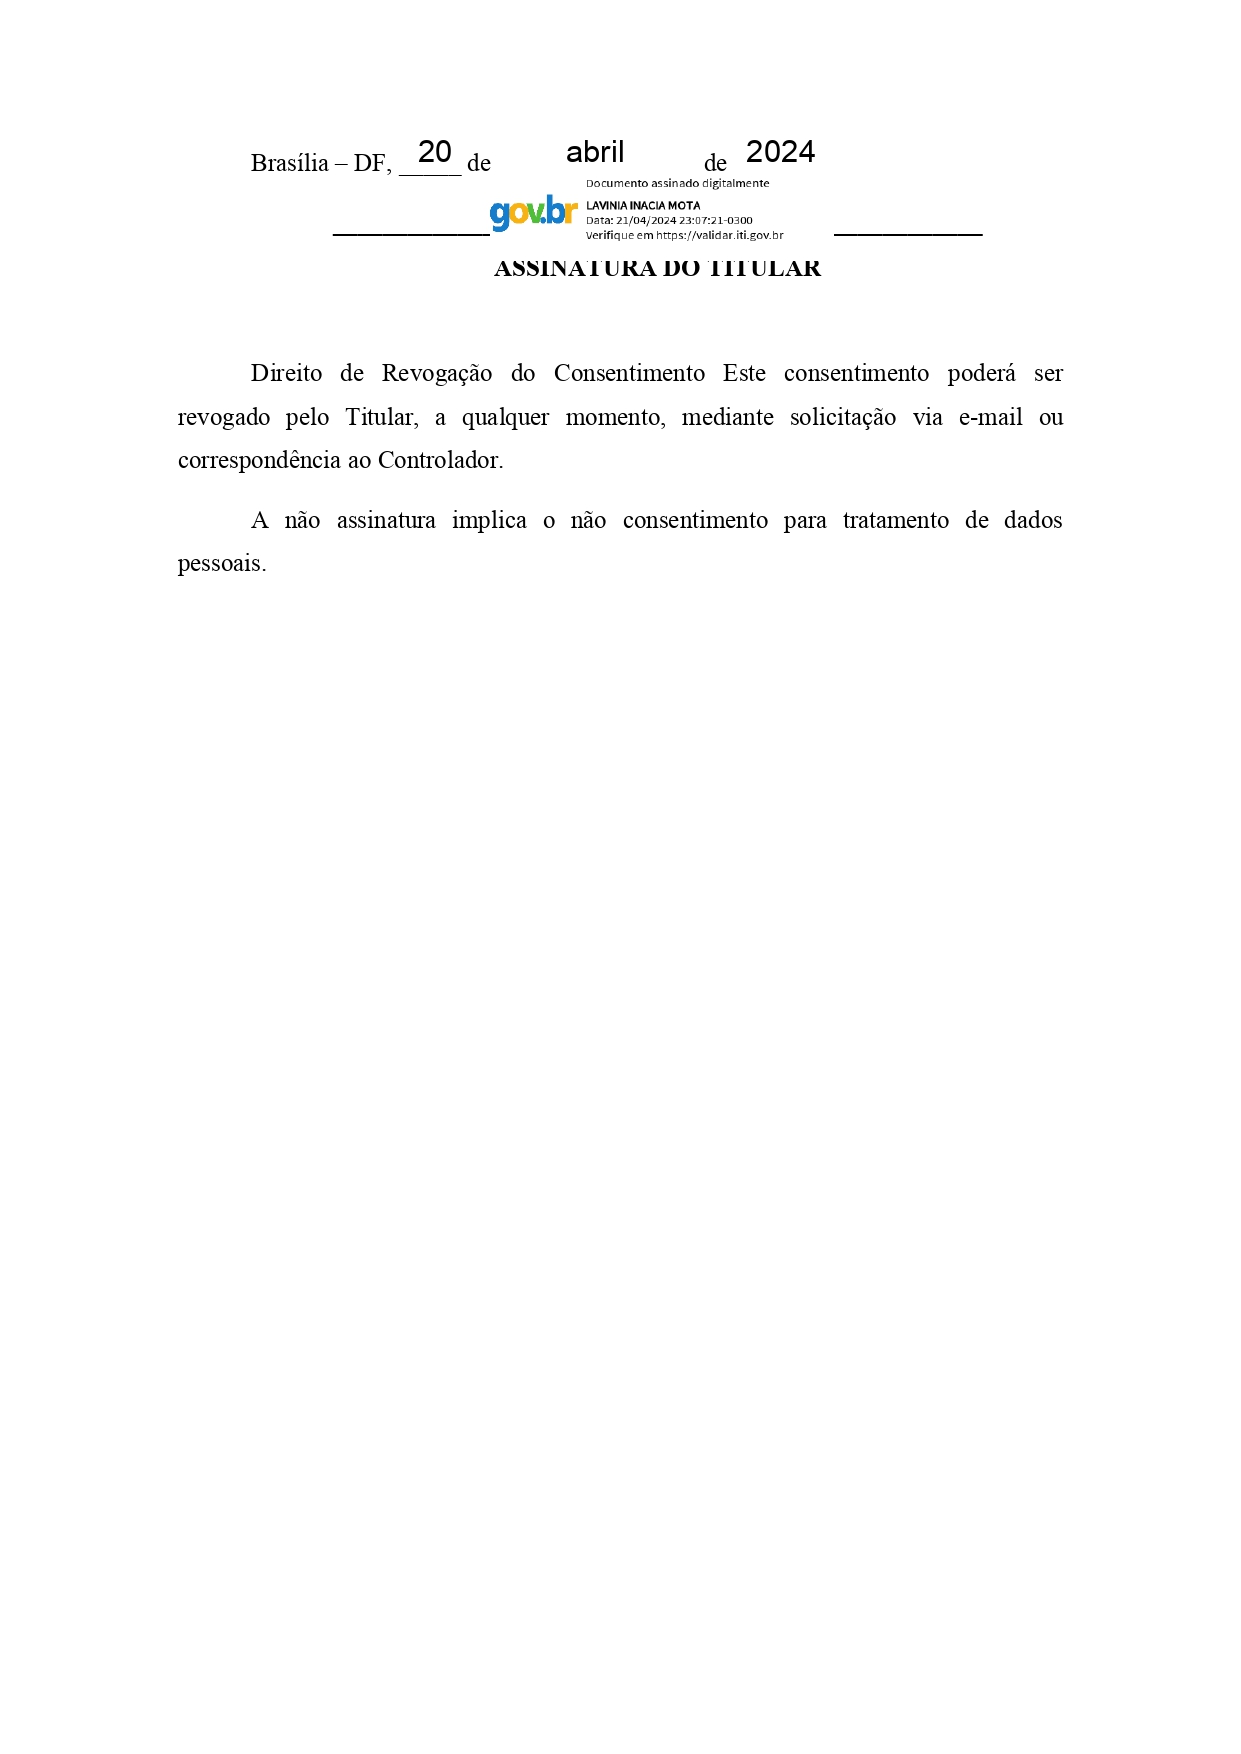 Brasília – DF, _____ de abril de 2024
20
Documento assinado digitalmente
gov.br
LAVINIA INACIA MOTA
Data: 21/04/2024 23:07:21-0300
Verifique em https://validar.iti.gov.br
ASSINATURA DO TITULAR
Direito de Revogação do Consentimento Este consentimento poderá ser
revogado pelo Titular, a qualquer momento, mediante solicitação via e-mail ou
correspondência ao Controlador.
A não assinatura implica o não consentimento para tratamento de dados
pessoais.